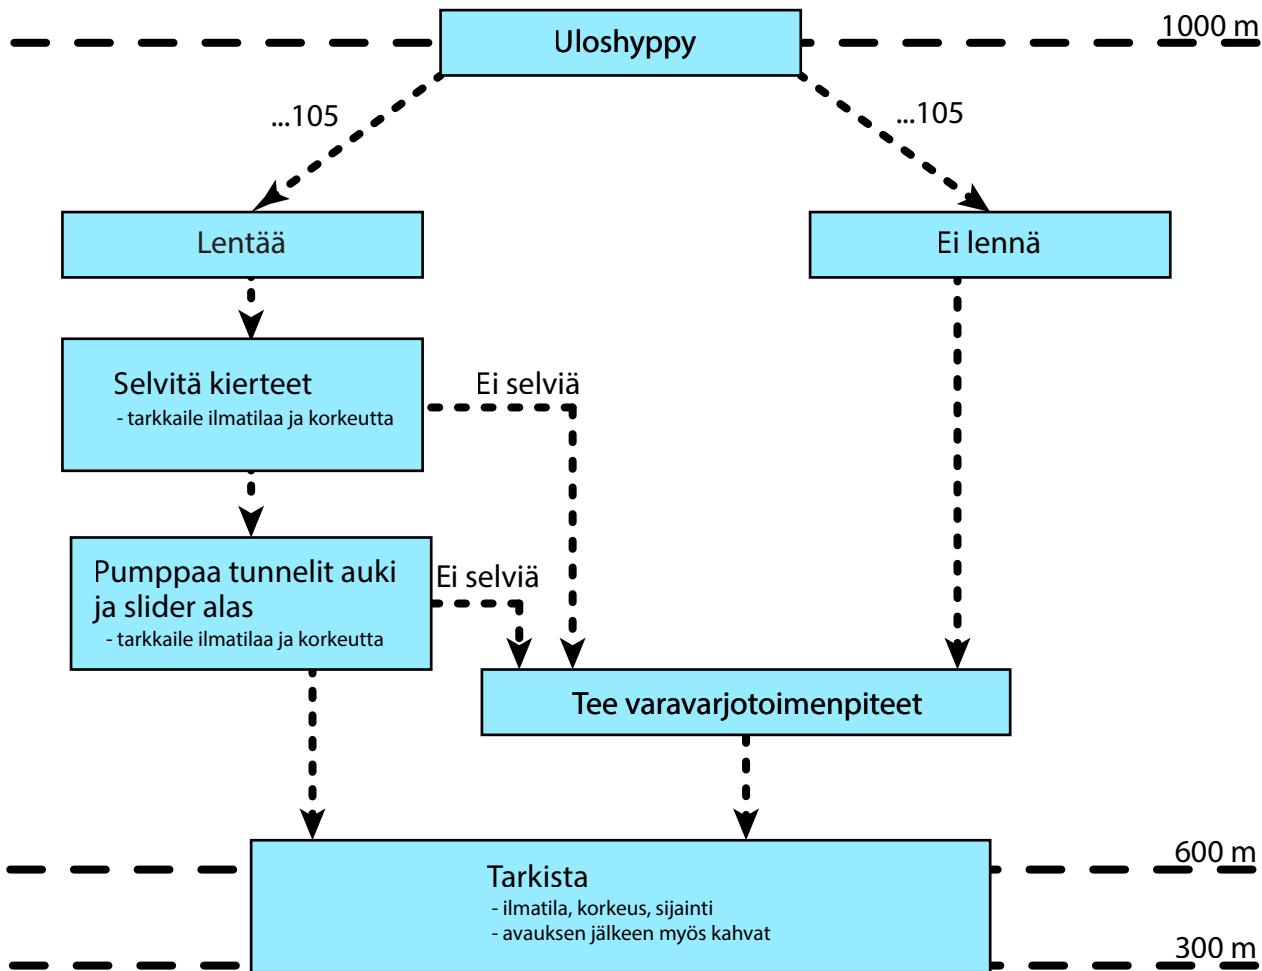 Uloshyppy
1000 m
...105
...105
Lentää
Ei lennä
Selvitä kierteet
- tarkkaile ilmatilaa ja korkeutta
Ei selviä
Pumppaa tunnelit auki
ja slider alas
- tarkkaile ilmatilaa ja korkeutta
Ei selviä
Tee varavarjotoimenpiteet
600 m
Tarkista
- ilmatila, korkeus, sijainti
- avauksen jälkeen myös kahvat
300 m